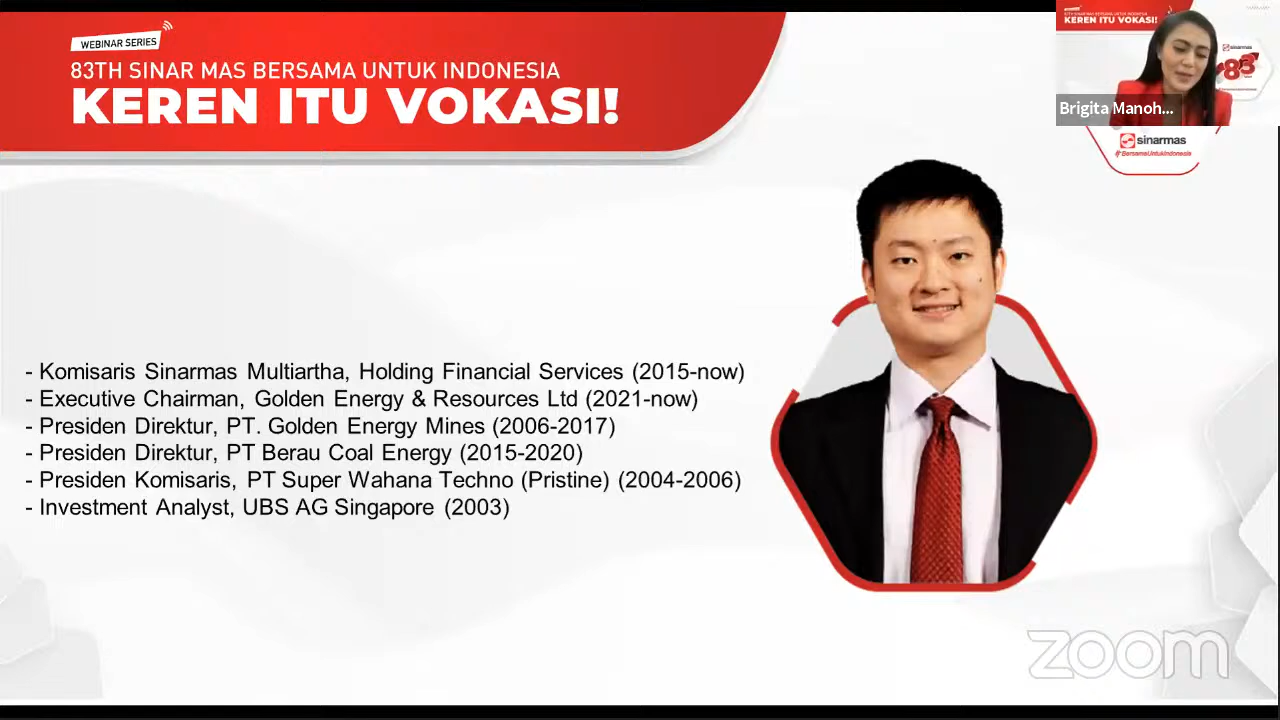 WEBINAR SERIES
83TH SINAR MAS BERSAMA UNTUK INDONESIA
KEREN ITU VOKASI!
KEREN ITU VOKASI!
sinarmas
83
Brigita Manoh...
sinarmas
#BersamaUntukIndonesia
- Komisaris Sinarmas Multiartha, Holding Financial Services (2015-now)
- Executive Chairman, Golden Energy & Resources Ltd (2021-now)
- Presiden Direktur, PT. Golden Energy Mines (2006-2017)
- Presiden Direktur, PT Berau Coal Energy (2015-2020)
- Presiden Komisaris, PT Super Wahana Techno (Pristine) (2004-2006)
- Investment Analyst, UBS AG Singapore (2003)
zoom